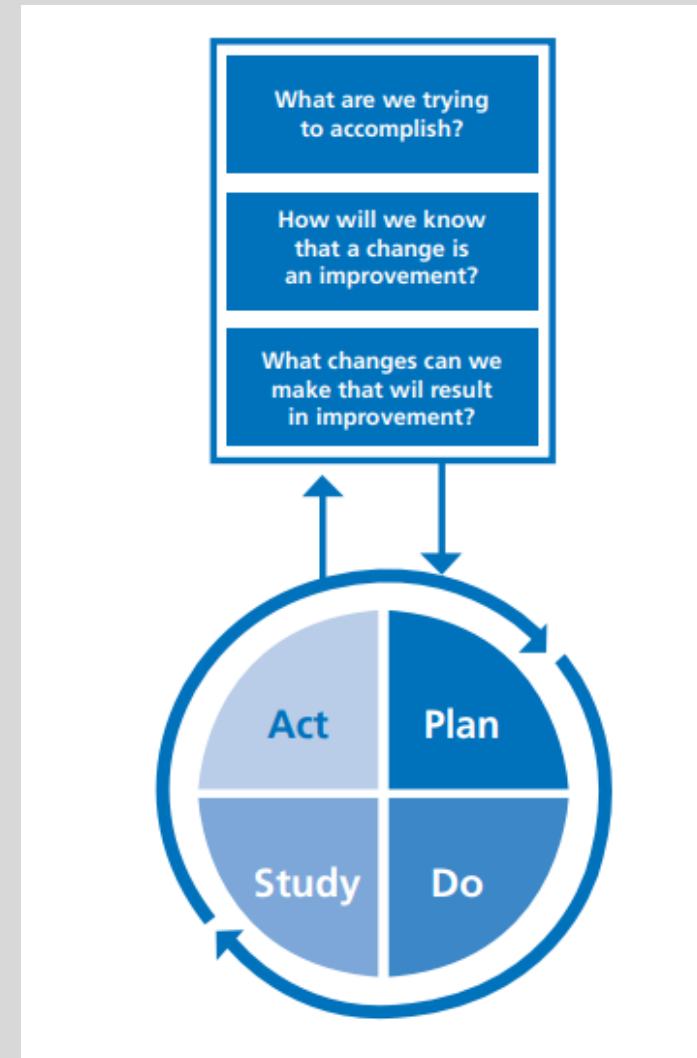 What are we trying
to accomplish?
How will we know
that a change is
an improvement?
What changes can we
make that wil result
in improvement?
Act
Plan
Study
Do